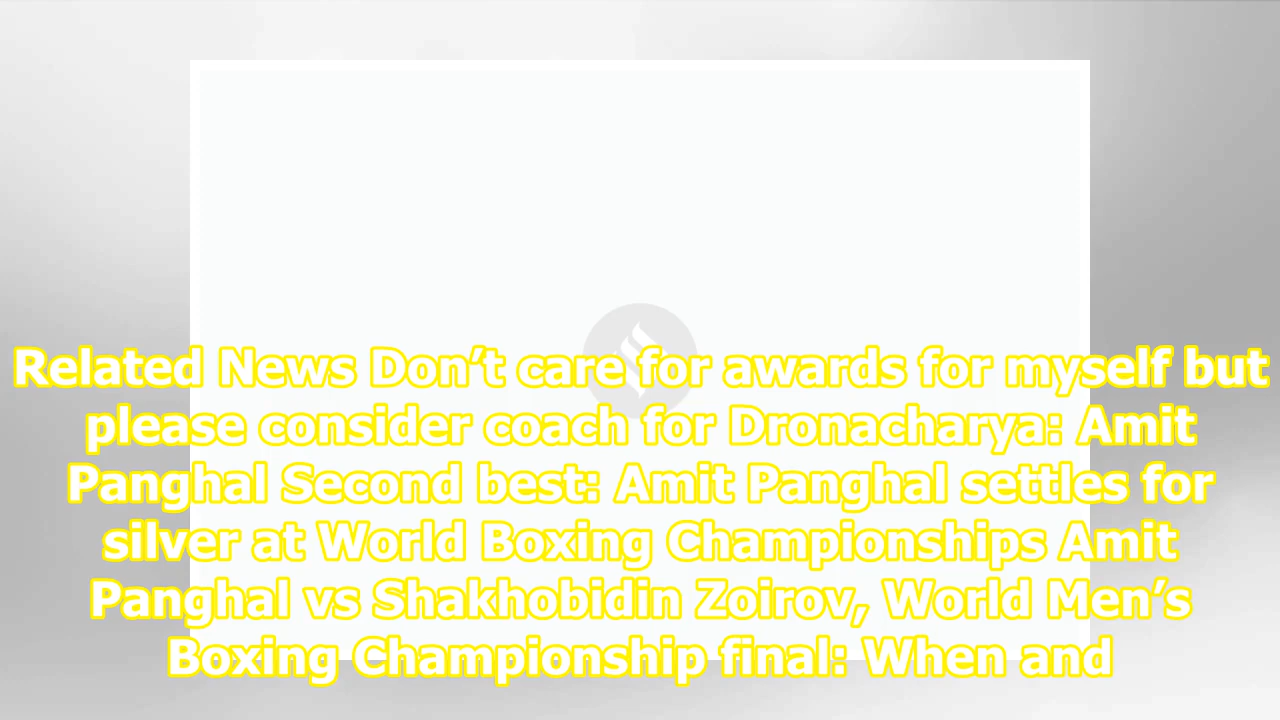 Related News Don’t care for awards for myself but
please consider coach for Dronacharya: Amit
Panghal Second best: Amit Panghal settles for
silver at World Boxing Championships Amit
Panghal vs Shakhobidin Zoirov, World Men’s
Boxing Championship final: When and